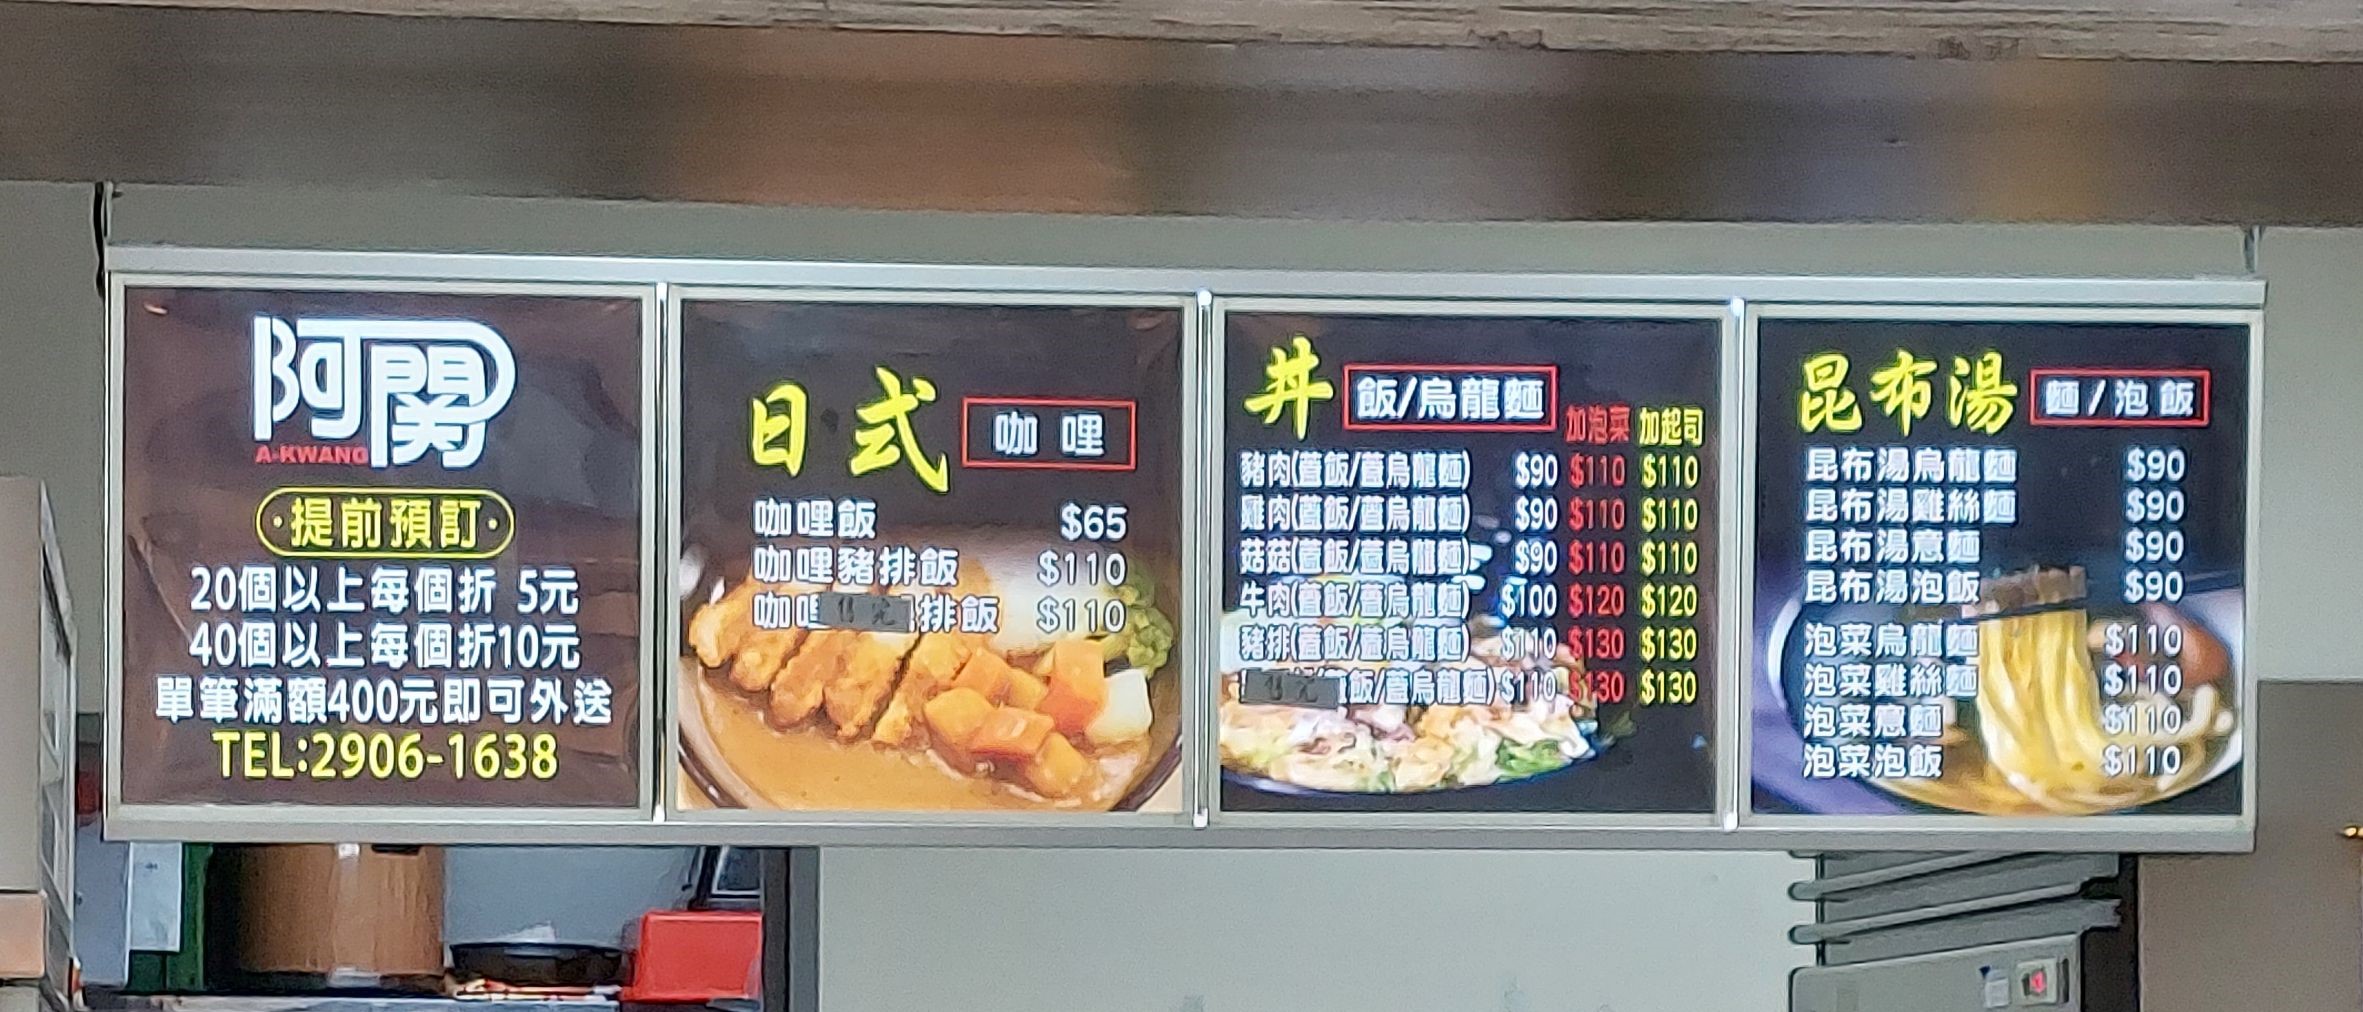 阿関
A-KWANG
·提前預訂·
20個以上每個折 5元
40個以上每個折10元
單筆滿額400元即可外送
TEL:2906-1638
日式 咖哩
咖哩飯 $65
咖哩豬排飯 $110
咖哩 售完 排飯 $110
丼 飯/烏龍麵 加泡菜 加起司
豬肉(蓋飯/蓋烏龍麵) $90 $110 $110
雞肉(蓋飯/蓋烏龍麵) $90 $110 $110
菇菇(蓋飯/蓋烏龍麵) $90 $110 $110
牛肉(蓋飯/蓋烏龍麵) $100 $120 $120
豬排(蓋飯/蓋烏龍麵) $110 $130 $130
售完 蓋飯/蓋烏龍麵) $110 $130 $130
昆布湯 麵/泡飯
昆布湯烏龍麵 $90
昆布湯雞絲麵 $90
昆布湯意麵 $90
昆布湯泡飯 $90
泡菜烏龍麵 $110
泡菜雞絲麵 $110
泡菜意麵 $110
泡菜泡飯 $110